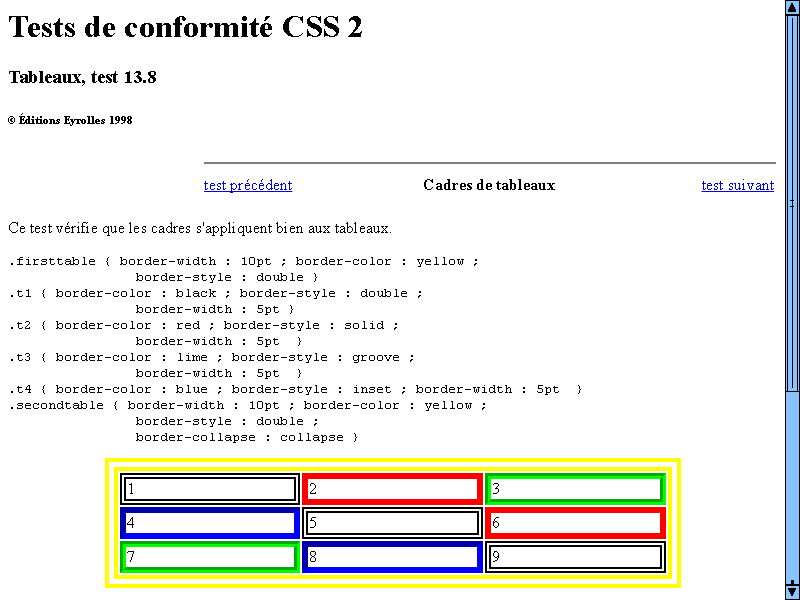 Tests de conformité CSS 2
Tableaux, test 13.8
© Éditions Eyrolles 1998
test précédent Cadres de tableaux test suivant
Ce test vérifie que les cadres s'appliquent bien aux tableaux.
.firsttable { border-width : 10pt ; border-color : yellow ;
border-style : double }
.t1 { border-color : black ; border-style : double ;
border-width : 5pt }
.t2 { border-color : red ; border-style : solid ;
border-width : 5pt  }
.t3 { border-color : lime ; border-style : groove ;
border-width : 5pt  }
.t4 { border-color : blue ; border-style : inset ; border-width : 5pt  }
.secondtable { border-width : 10pt ; border-color : yellow ;
border-style : double ;
border-collapse : collapse }
1 2 3
4 5 6
7 8 9